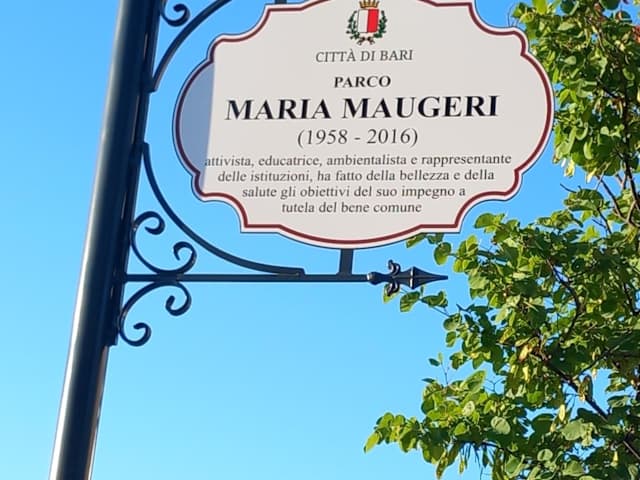 CITTÀ DI BARI
PARCO
MARIA MAUGERI
(1958 - 2016)
attivista, educatrice, ambientalista e rappresentante
delle istituzioni, ha fatto della bellezza e della
salute gli obiettivi del suo impegno a
tutela del bene comune